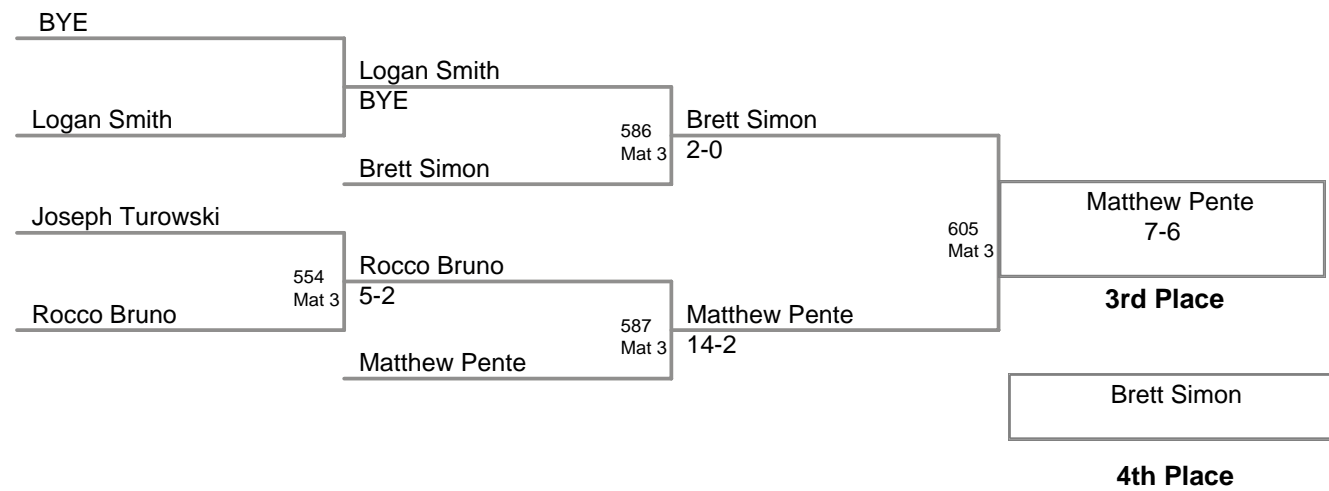 BYE
Logan Smith
BYE
Logan Smith
586
Mat 3
Brett Simon
2-0
Brett Simon
Joseph Turowski
Matthew Pente
7-6
605
Mat 3
554
Mat 3
Rocco Bruno
5-2
3rd Place
Rocco Bruno
587
Mat 3
Matthew Pente
14-2
Matthew Pente
Brett Simon
4th Place